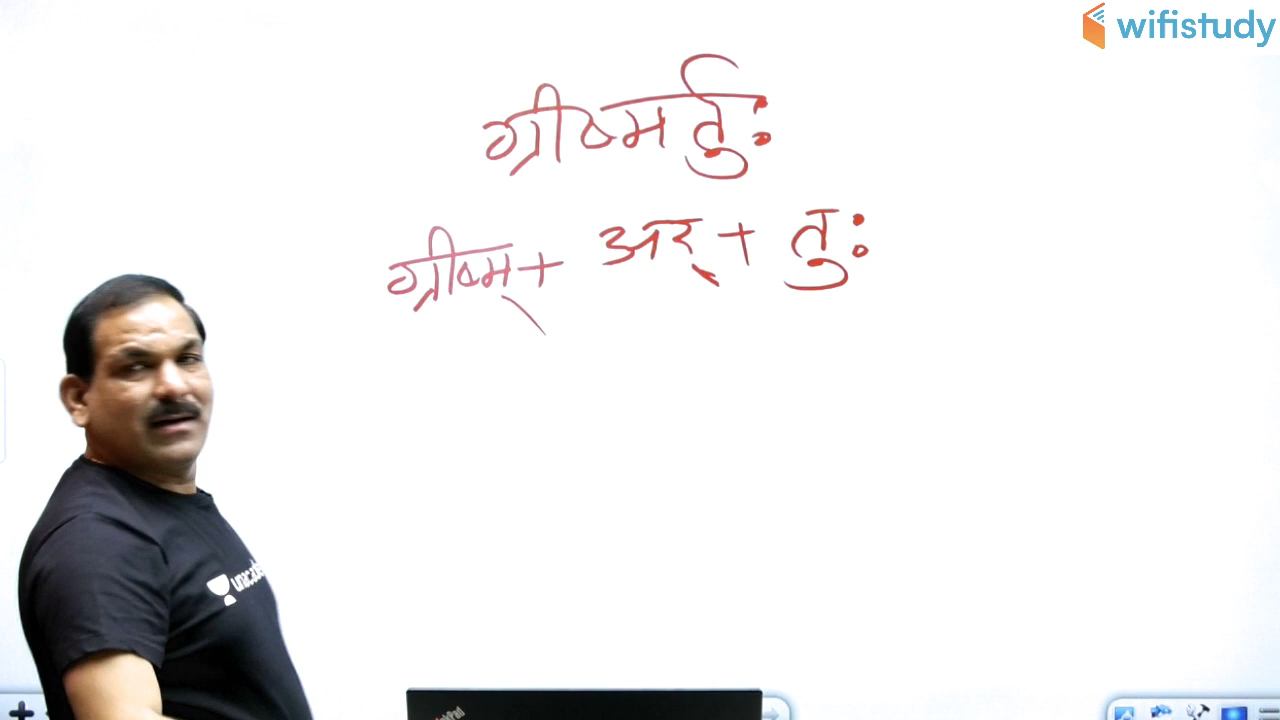 wifistudy
ग्रीष्मर्तुः
ग्रीष्म् + अर् + तुः